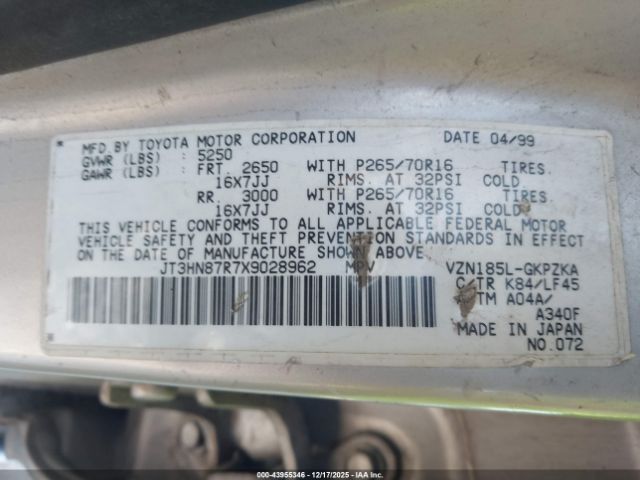 MFD. BY TOYOTA MOTOR CORPORATION DATE 04/99
GVWR (LBS) : 5250
GAWR (LBS) : FRT. 2650 WITH P265/70R16 TIRES.
16X7JJ RIMS. AT 32PSI COLD
RR. 3000 WITH P265/70R16 TIRES.
16X7JJ RIMS. AT 32PSI COLD
THIS VEHICLE CONFORMS TO ALL APPLICABLE FEDERAL MOTOR
VEHICLE SAFETY AND THEFT PREVENTION STANDARDS IN EFFECT
ON THE DATE OF MANUFACTURE SHOWN ABOVE.
JT3HN87R7X9028962 MPV VZN185L-GKPZKA
C/TR K84/LF45
TM A04A/
A340F
MADE IN JAPAN
NO.072
000-43955346 - 12/17/2025 - IAAI.COM